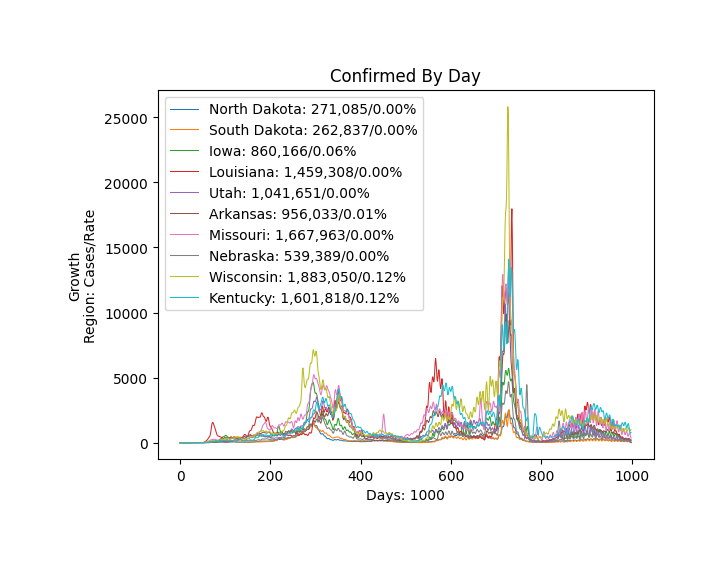 Confirmed By Day
North Dakota: 271,085/0.00%
South Dakota: 262,837/0.00%
Iowa: 860,166/0.06%
Louisiana: 1,459,308/0.00%
Utah: 1,041,651/0.00%
Arkansas: 956,033/0.01%
Missouri: 1,667,963/0.00%
Nebraska: 539,389/0.00%
Wisconsin: 1,883,050/0.12%
Kentucky: 1,601,818/0.12%
Growth
Region: Cases/Rate
25000
20000
15000
10000
5000
0
0 200 400 600 800 1000
Days: 1000